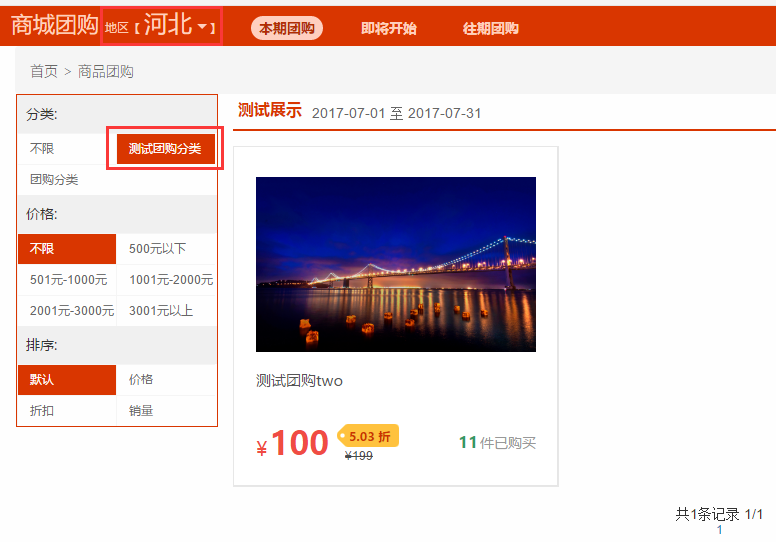 商城团购 地区【 河北 】 本期团购 即将开始 往期团购
首页 > 商品团购
分类:
不限 测试团购分类
团购分类
价格:
不限 500元以下
501元-1000元 1001元-2000元
2001元-3000元 3001元以上
排序:
默认 价格
折扣 销量
测试展示 2017-07-01 至 2017-07-31
测试团购two
¥100 5.03 折
¥199
11件已购买
共1条记录 1/1
1